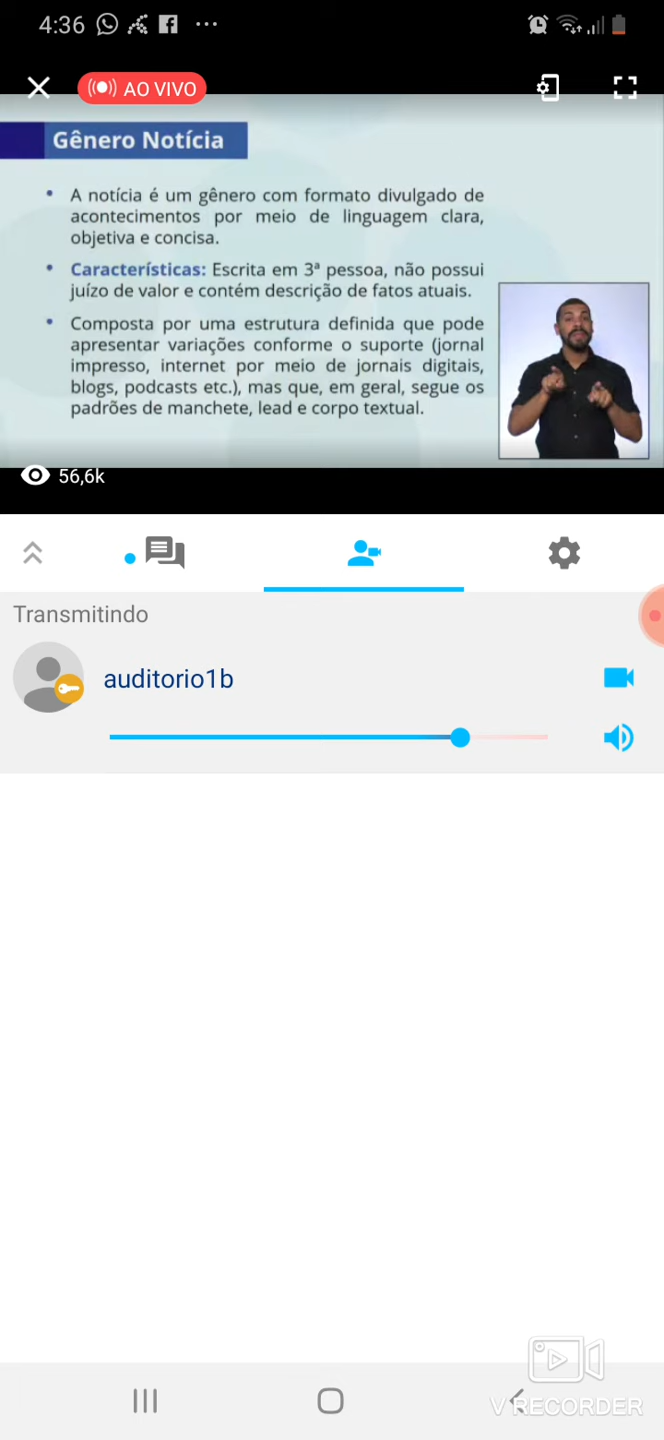 4:36
AO VIVO
Gênero Notícia
• A notícia é um gênero com formato divulgado de
acontecimentos por meio de linguagem clara,
objetiva e concisa.
• Características: Escrita em 3ª pessoa, não possui
juízo de valor e contém descrição de fatos atuais.
• Composta por uma estrutura definida que pode
apresentar variações conforme o suporte (jornal
impresso, internet por meio de jornais digitais,
blogs, podcasts etc.), mas que, em geral, segue os
padrões de manchete, lead e corpo textual.
56,6k
Transmitindo
auditorio1b
V RECORDER